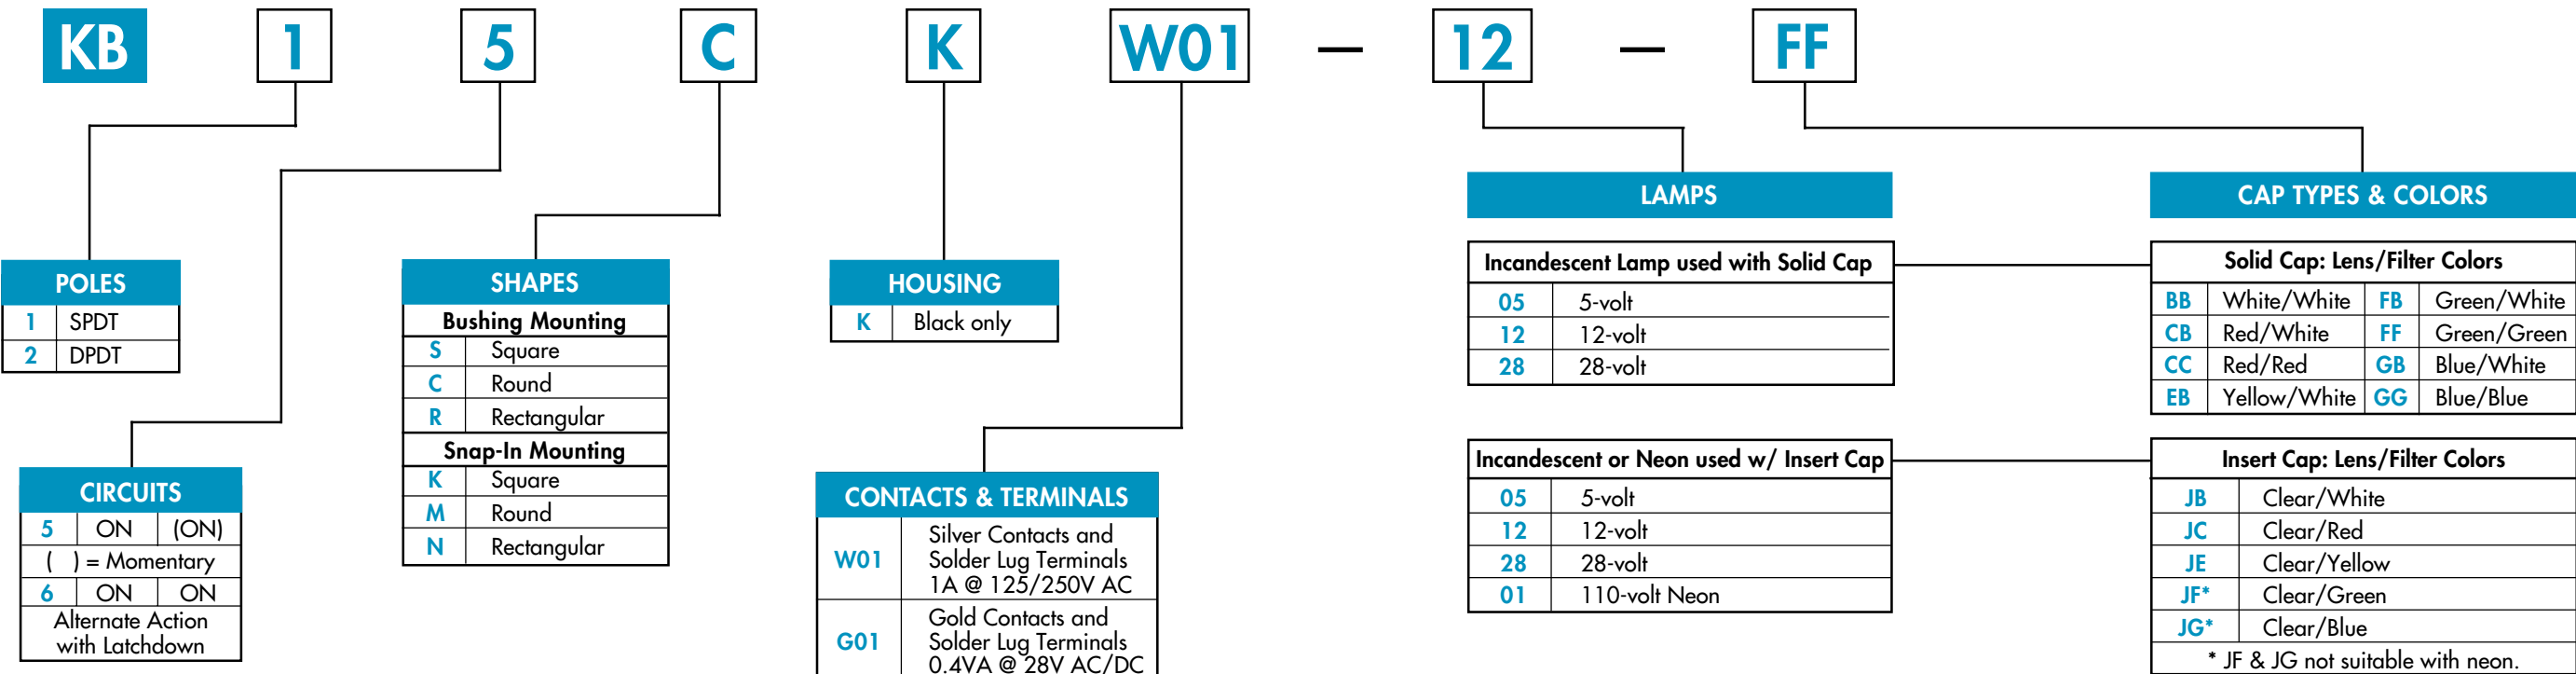 KB 1 5 C K W01 — 12 — FF
POLES
1 SPDT
2 DPDT
CIRCUITS
5 ON (ON)
( ) = Momentary
6 ON ON
Alternate Action
with Latchdown
SHAPES
Bushing Mounting
S Square
C Round
R Rectangular
Snap-In Mounting
K Square
M Round
N Rectangular
HOUSING
K Black only
CONTACTS & TERMINALS
W01 Silver Contacts and
Solder Lug Terminals
1A @ 125/250V AC
G01 Gold Contacts and
Solder Lug Terminals
0.4VA @ 28V AC/DC
LAMPS
Incandescent Lamp used with Solid Cap
05 5-volt
12 12-volt
28 28-volt
Incandescent or Neon used w/ Insert Cap
05 5-volt
12 12-volt
28 28-volt
01 110-volt Neon
CAP TYPES & COLORS
Solid Cap: Lens/Filter Colors
BB White/White FB Green/White
CB Red/White FF Green/Green
CC Red/Red GB Blue/White
EB Yellow/White GG Blue/Blue
Insert Cap: Lens/Filter Colors
JB Clear/White
JC Clear/Red
JE Clear/Yellow
JF* Clear/Green
JG* Clear/Blue
* JF & JG not suitable with neon.